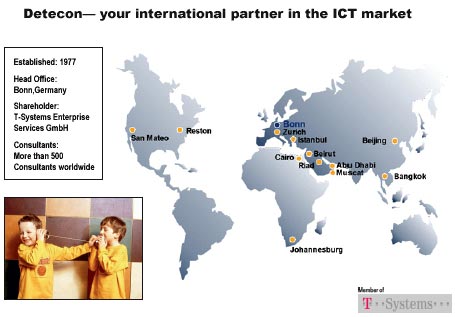 Detecon— your international partner in the ICT market
Established: 1977
Head Office:
Bonn,Germany
Shareholder:
T-Systems Enterprise
Services GmbH
Consultants:
More than 500
Consultants worldwide
San Mateo
Reston
Bonn
Zurich
Istanbul
Beijing
Cairo
Beirut
Riad
Abu Dhabi
Muscat
Bangkok
Johannesburg
Member of
T··Systems···